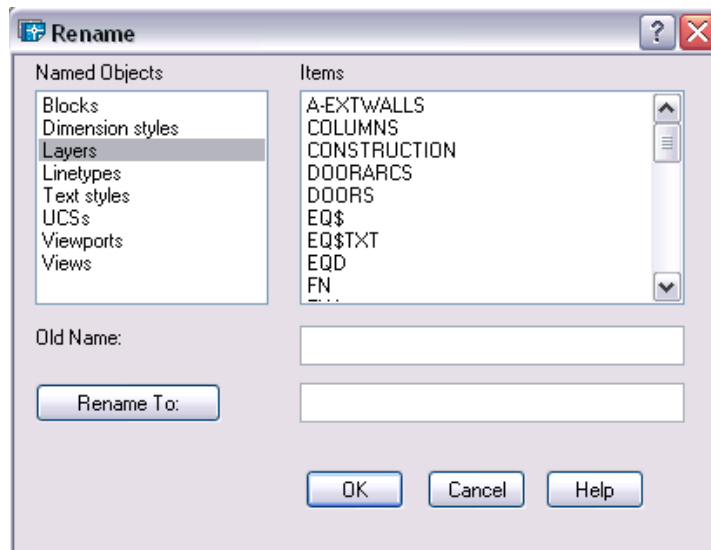 Rename
Named Objects
Blocks
Dimension styles
Layers
Linetypes
Text styles
UCSs
Viewports
Views
Items
A-EXTWALLS
COLUMNS
CONSTRUCTION
DOORARCS
DOORS
EQ$
EQ$TXT
EQD
FN
Old Name:
Rename To:
OK
Cancel
Help